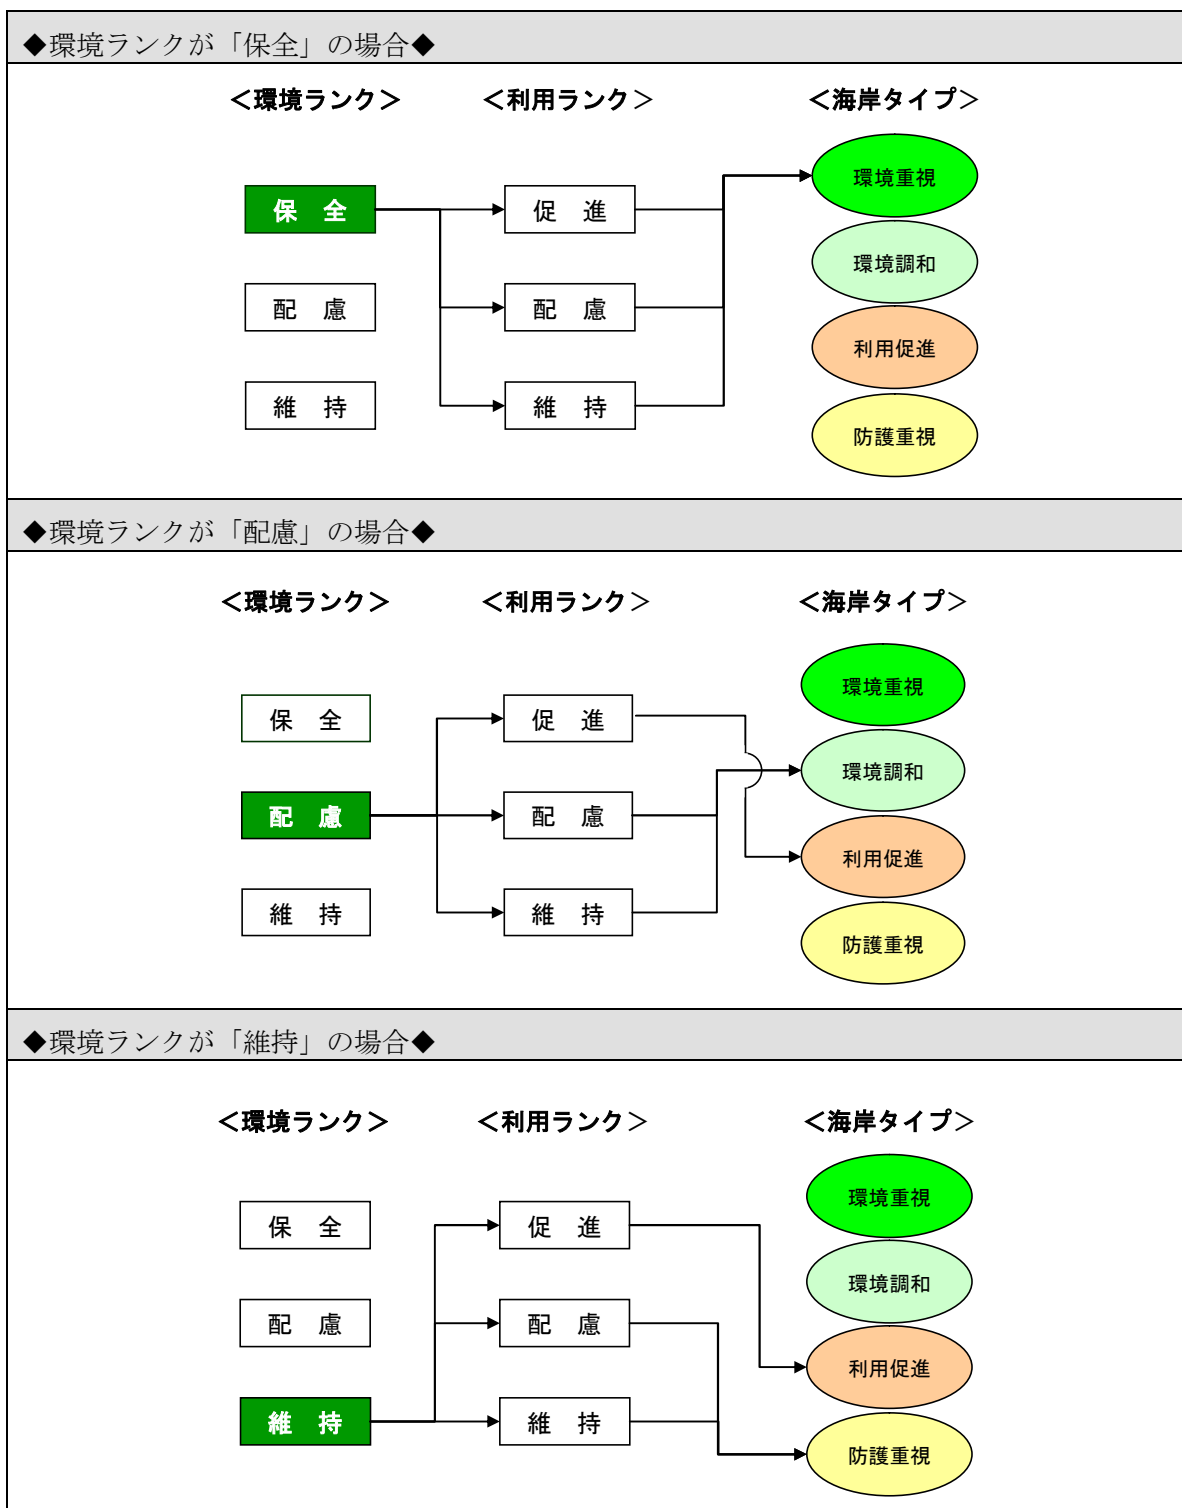 ◆環境ランクが「保全」の場合◆
＜環境ランク＞ ＜利用ランク＞ ＜海岸タイプ＞
環境重視
保 全 促 進
環境調和
配 慮 配 慮
利用促進
維 持 維 持
防護重視
◆環境ランクが「配慮」の場合◆
＜環境ランク＞ ＜利用ランク＞ ＜海岸タイプ＞
環境重視
保 全 促 進
環境調和
配 慮 配 慮
利用促進
維 持 維 持
防護重視
◆環境ランクが「維持」の場合◆
＜環境ランク＞ ＜利用ランク＞ ＜海岸タイプ＞
環境重視
保 全 促 進
環境調和
配 慮 配 慮
利用促進
維 持 維 持
防護重視